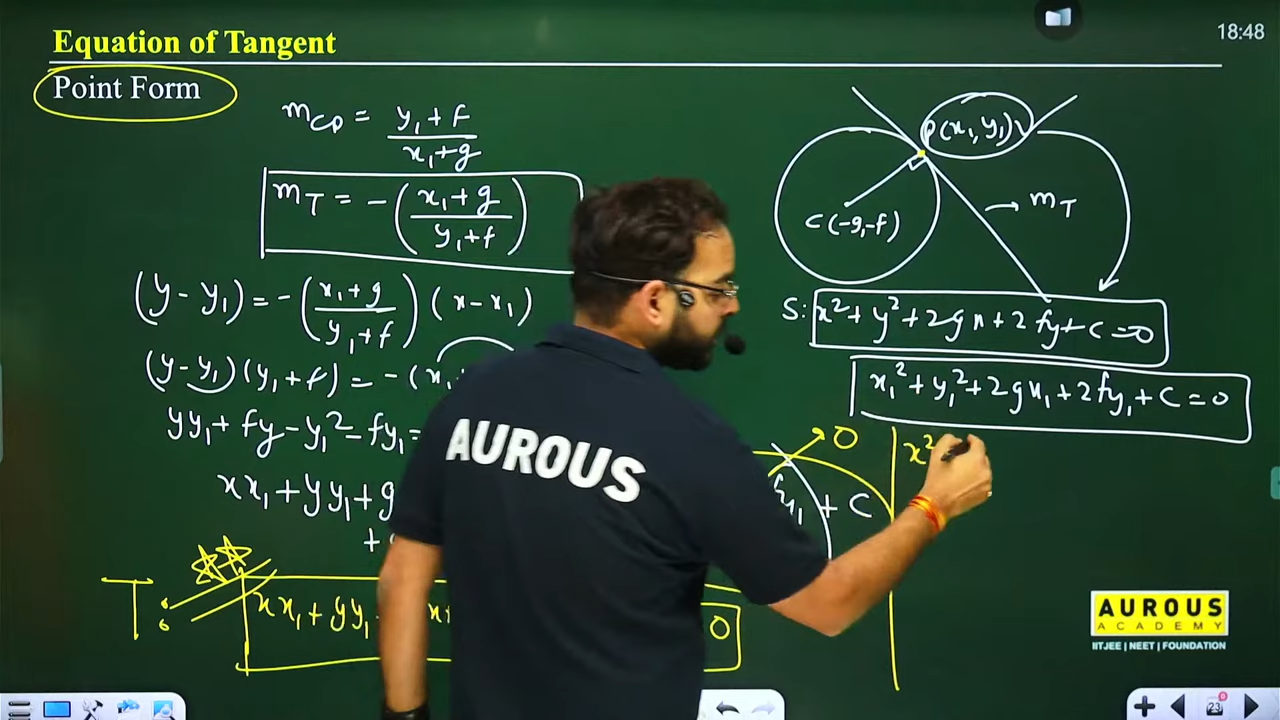 Equation of Tangent
18:48
Point Form
m_CP = (y₁ + f)/(x₁ + g)
m_T = -((x₁ + g)/(y₁ + f))
(y - y₁) = -((x₁ + g)/(y₁ + f)) (x - x₁)
(y - y₁)(y₁ + f) = -(x₁
yy₁ + fy - y₁² - fy₁ =
xx₁ + yy₁ + g
+
T :
xx₁ + yy₁
0
P(x₁, y₁)
C(-g, -f)
→ m_T
S: x² + y² + 2gx + 2fy + c = 0
x₁² + y₁² + 2gx₁ + 2fy₁ + c = 0
0
+ c
x²
AUROUS
AUROUS
ACADEMY
IITJEE | NEET | FOUNDATION
23